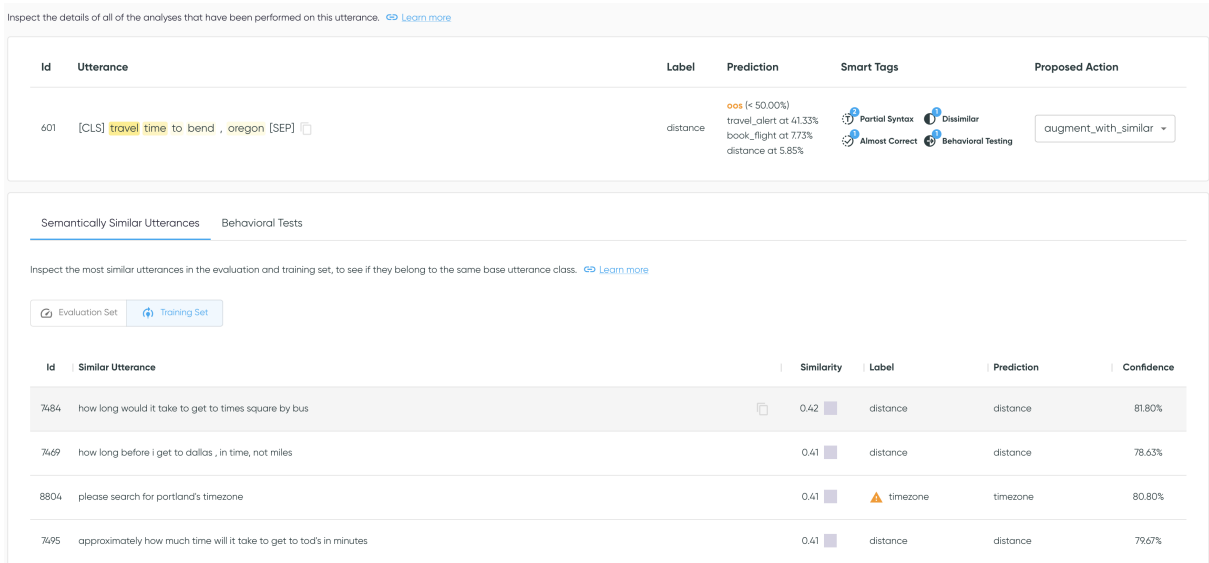 Inspect the details of all of the analyses that have been performed on this utterance. Learn more
Id Utterance Label Prediction Smart Tags Proposed Action
601 [CLS] travel time to bend , oregon [SEP] distance
oos (< 50.00%)
travel_alert at 41.33%
book_flight at 7.73%
distance at 5.85%
2 Partial Syntax 1 Dissimilar
1 Almost Correct 1 Behavioral Testing
augment_with_similar
Semantically Similar Utterances Behavioral Tests
Inspect the most similar utterances in the evaluation and training set, to see if they belong to the same base utterance class. Learn more
Evaluation Set Training Set
Id Similar Utterance Similarity Label Prediction Confidence
7484 how long would it take to get to times square by bus 0.42 distance distance 81.80%
7469 how long before i get to dallas , in time, not miles 0.41 distance distance 78.63%
8804 please search for portland's timezone 0.41 timezone timezone 80.80%
7495 approximately how much time will it take to get to tod's in minutes 0.41 distance distance 79.67%